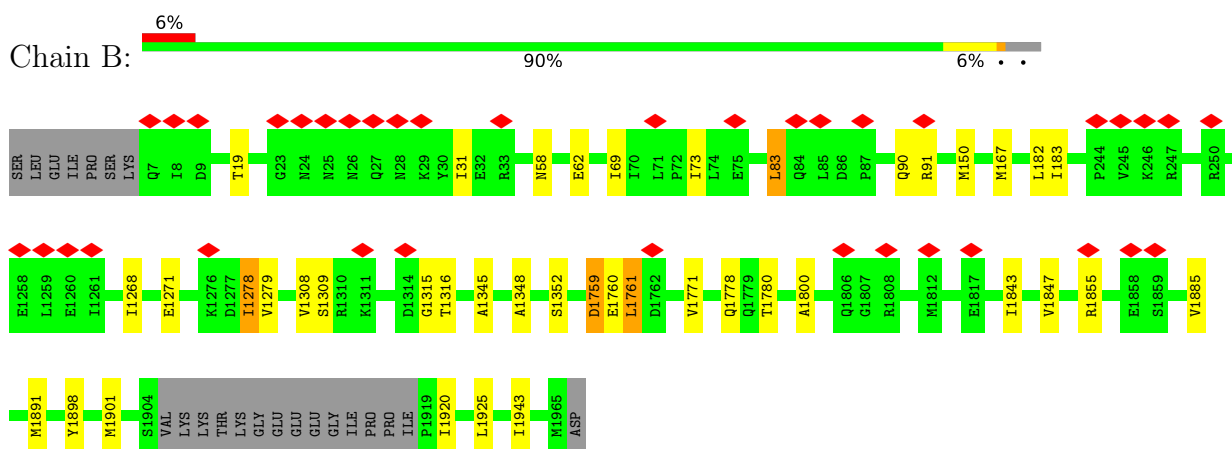 6%
Chain B:
90%
6%
•
•
SER LEU GLU ILE PRO SER LYS Q7 I8 D9 T19 G23 N24 N25 N26 Q27 N28 K29 Y30 I31 E32 R33 N58 E62 I69 I70 L71 P72 I73 L74 E75 L83 Q84 L85 D86 P87 Q90 R91 M150 M167 L182 I183 P244 V245 K246 R247 R250
E1258 L1259 E1260 I1261 I1268 E1271 K1276 D1277 I1278 V1279 V1308 S1309 R1310 K1311 D1314 G1315 T1316 A1345 A1348 S1352 D1759 E1760 L1761 D1762 V1771 Q1778 Q1779 T1780 A1800 Q1806 G1807 R1808 M1812 E1817 I1843 V1847 R1855 E1858 S1859 V1885
M1891 Y1898 M1901 S1904 VAL LYS LYS THR LYS GLY GLU GLU GLU GLY ILE PRO PRO ILE P1919 I1920 L1925 I1943 M1965 ASP